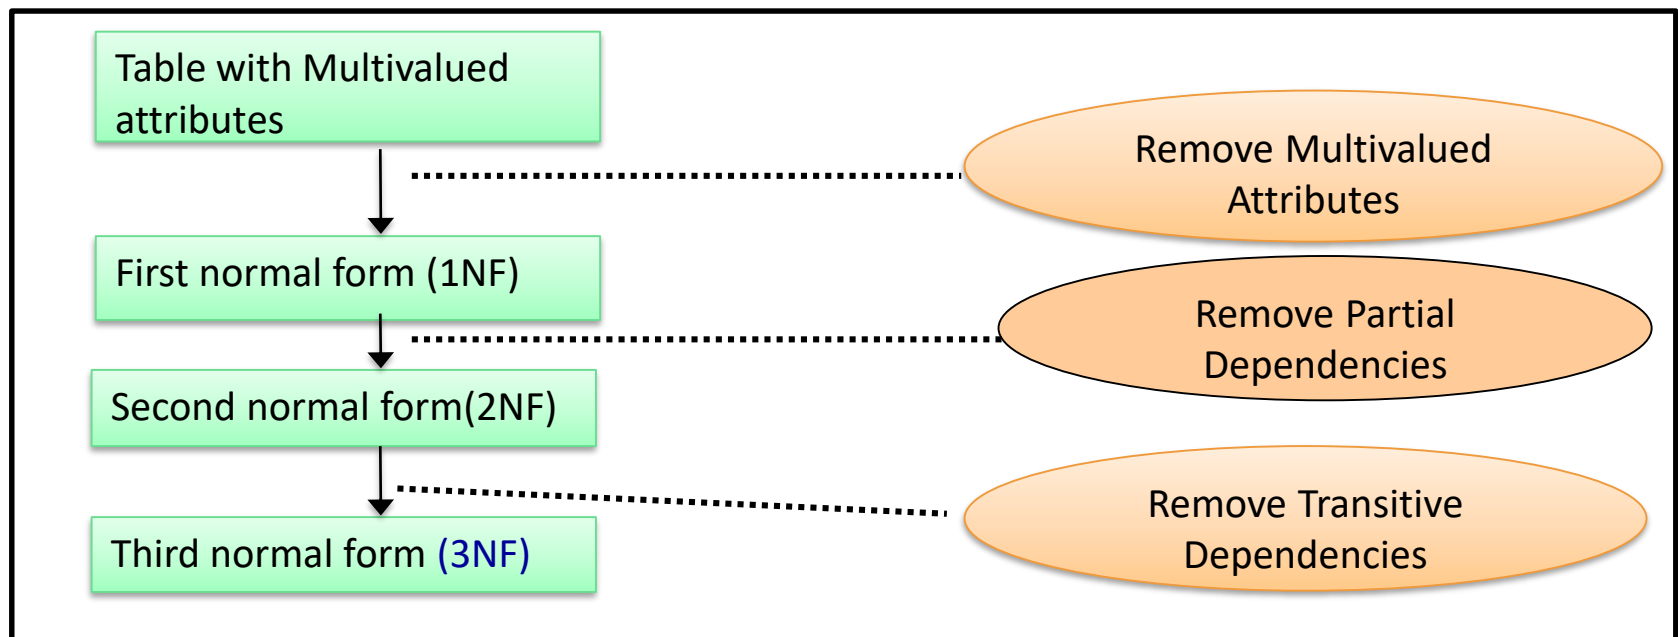 Table with Multivalued
attributes
Remove Multivalued
Attributes
First normal form (1NF)
Remove Partial
Dependencies
Second normal form(2NF)
Remove Transitive
Dependencies
Third normal form (3NF)